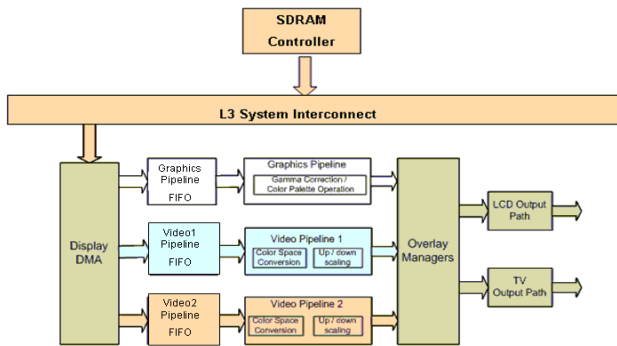 SDRAM
Controller
L3 System Interconnect
Display
DMA
Graphics
Pipeline
FIFO
Graphics Pipeline
Gamma Correction /
Color Palette Operation
Video1
Pipeline
FIFO
Video Pipeline 1
Color Space
Conversion
Up / down
scaling
Video2
Pipeline
FIFO
Video Pipeline 2
Color Space
Conversion
Up / down
scaling
Overlay
Managers
LCD Output
Path
TV
Output Path